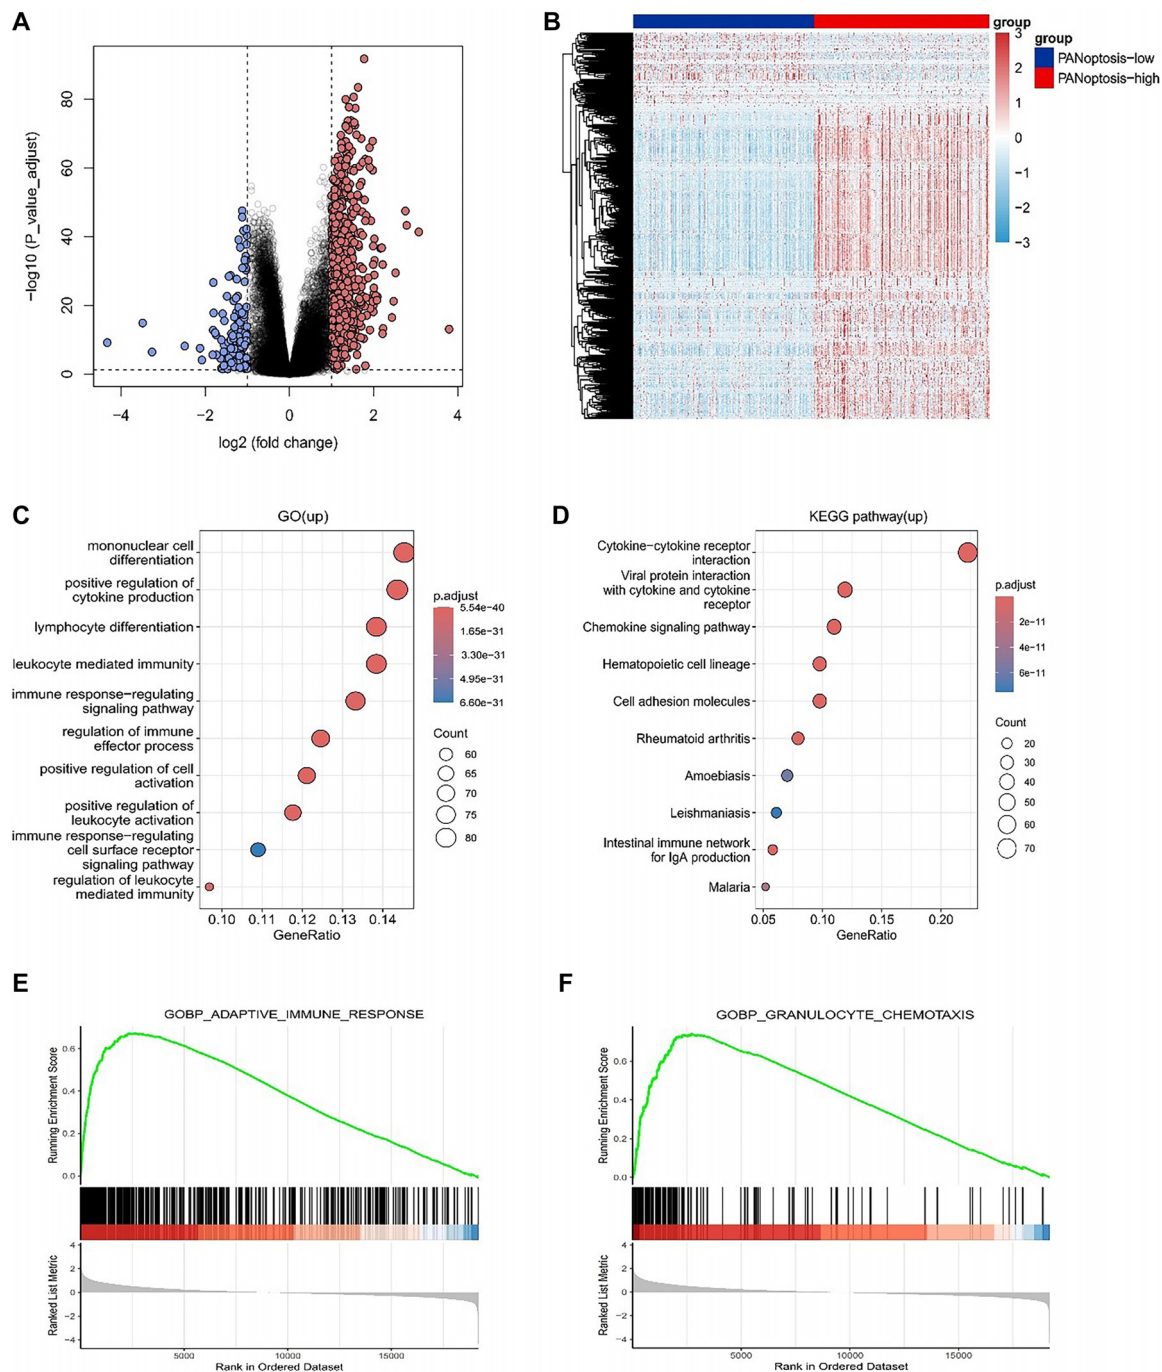 A
−log10 (P_value_adjust)
80
60
40
20
0
−4
−2
0
2
4
log2 (fold change)
B
group
3
2
1
0
−1
−2
−3
group
PANoptosis−low
PANoptosis−high
C
GO(up)
mononuclear cell
differentiation
positive regulation of
cytokine production
lymphocyte differentiation
leukocyte mediated immunity
immune response−regulating
signaling pathway
regulation of immune
effector process
positive regulation of cell
activation
positive regulation of
leukocyte activation
immune response−regulating
cell surface receptor
signaling pathway
regulation of leukocyte
mediated immunity
0.10
0.11
0.12
0.13
0.14
GeneRatio
p.adjust
5.54e−40
1.65e−31
3.30e−31
4.95e−31
6.60e−31
Count
60
65
70
75
80
D
KEGG pathway(up)
Cytokine−cytokine receptor
interaction
Viral protein interaction
with cytokine and cytokine
receptor
Chemokine signaling pathway
Hematopoietic cell lineage
Cell adhesion molecules
Rheumatoid arthritis
Amoebiasis
Leishmaniasis
Intestinal immune network
for IgA production
Malaria
0.05
0.10
0.15
0.20
GeneRatio
p.adjust
2e−11
4e−11
6e−11
Count
20
30
40
50
60
70
E
GOBP_ADAPTIVE_IMMUNE_RESPONSE
Running Enrichment Score
0.6
0.4
0.2
0.0
Ranked List Metric
4
2
0
−2
−4
5000
10000
15000
Rank in Ordered Dataset
F
GOBP_GRANULOCYTE_CHEMOTAXIS
Running Enrichment Score
0.6
0.4
0.2
0.0
Ranked List Metric
4
2
0
−2
−4
5000
10000
15000
Rank in Ordered Dataset